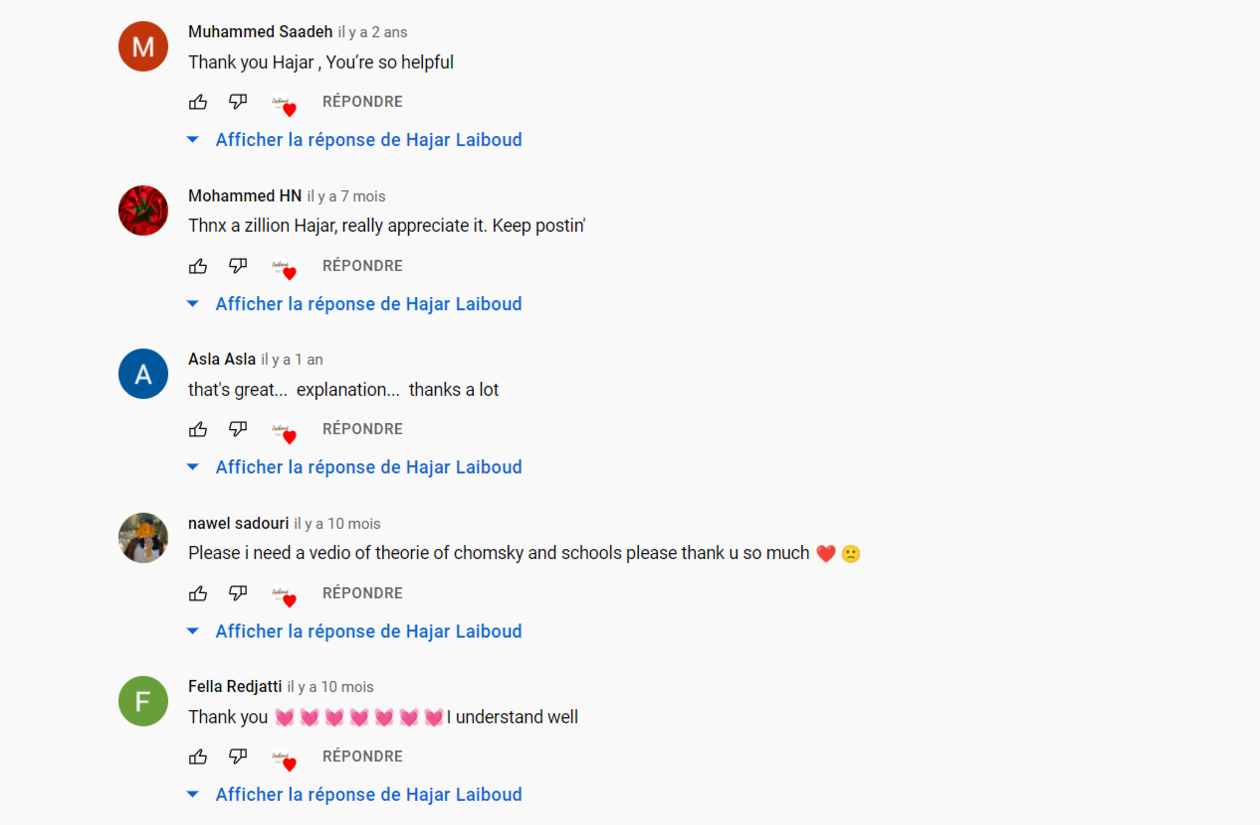 M
Muhammed Saadeh il y a 2 ans
Thank you Hajar , You’re so helpful
RÉPONDRE
Afficher la réponse de Hajar Laiboud
Mohammed HN il y a 7 mois
Thnx a zillion Hajar, really appreciate it. Keep postin'
RÉPONDRE
Afficher la réponse de Hajar Laiboud
A
Asla Asla il y a 1 an
that's great...  explanation...  thanks a lot
RÉPONDRE
Afficher la réponse de Hajar Laiboud
nawel sadouri il y a 10 mois
Please i need a vedio of theorie of chomsky and schools please thank u so much ❤️ 🙁
RÉPONDRE
Afficher la réponse de Hajar Laiboud
F
Fella Redjatti il y a 10 mois
Thank you 💓 💓 💓 💓 💓 💓 💓 I understand well
RÉPONDRE
Afficher la réponse de Hajar Laiboud